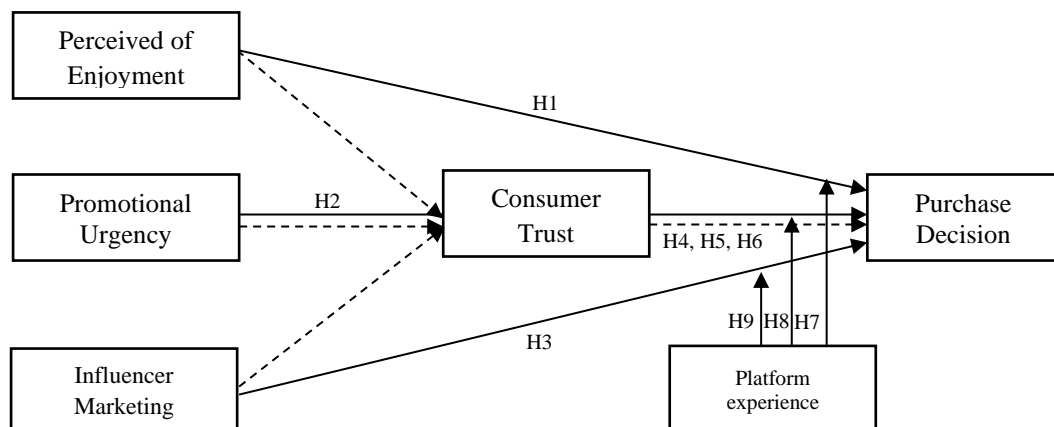 Perceived of
Enjoyment
H1
Promotional
Urgency
H2
Consumer
Trust
H4, H5, H6
Purchase
Decision
H3
H9
H8
H7
Influencer
Marketing
Platform
experience